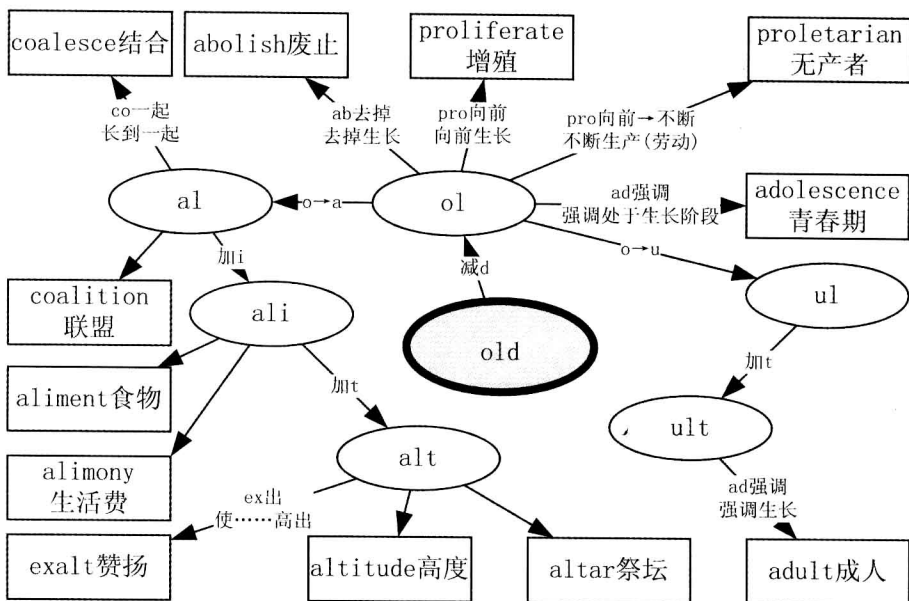 coalesce结合
abolish废止
proliferate
增殖
proletarian
无产者
co一起
长到一起
ab去掉
去掉生长
pro向前
向前生长
pro向前→不断
不断生产(劳动)
al
o→a
ol
ad强调
强调处于生长阶段
adolescence
青春期
加i
减d
o→u
coalition
联盟
ali
old
ul
aliment食物
加t
加t
alimony
生活费
alt
ult
ex出
使……高出
ad强调
强调生长
exalt赞扬
altitude高度
altar祭坛
adult成人